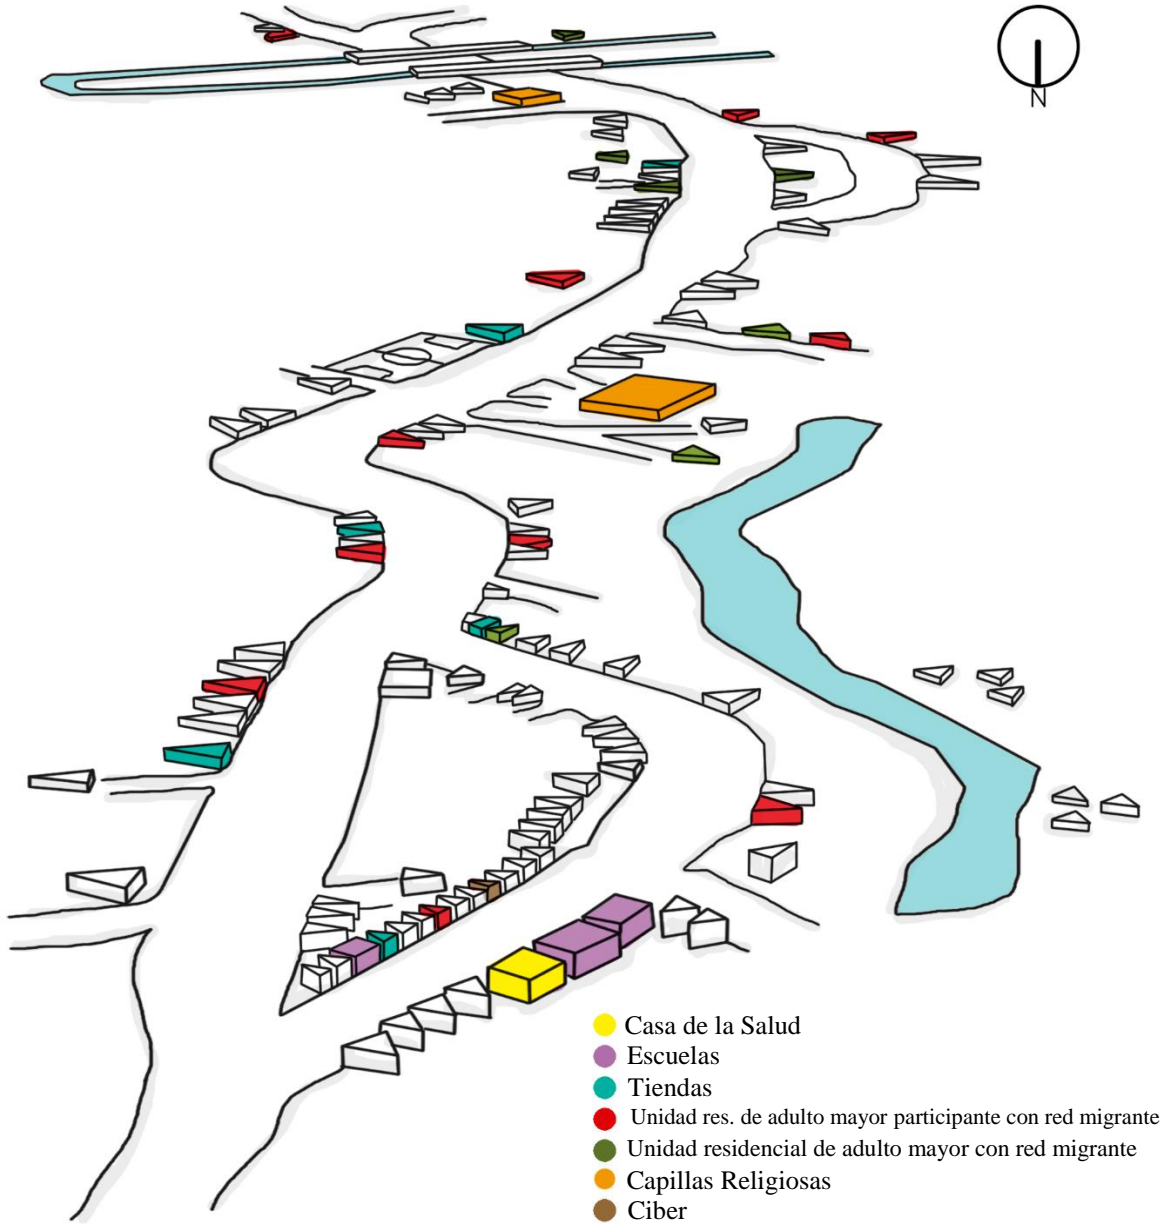 N
Casa de la Salud
Escuelas
Tiendas
Unidad res. de adulto mayor participante con red migrante
Unidad residencial de adulto mayor con red migrante
Capillas Religiosas
Ciber